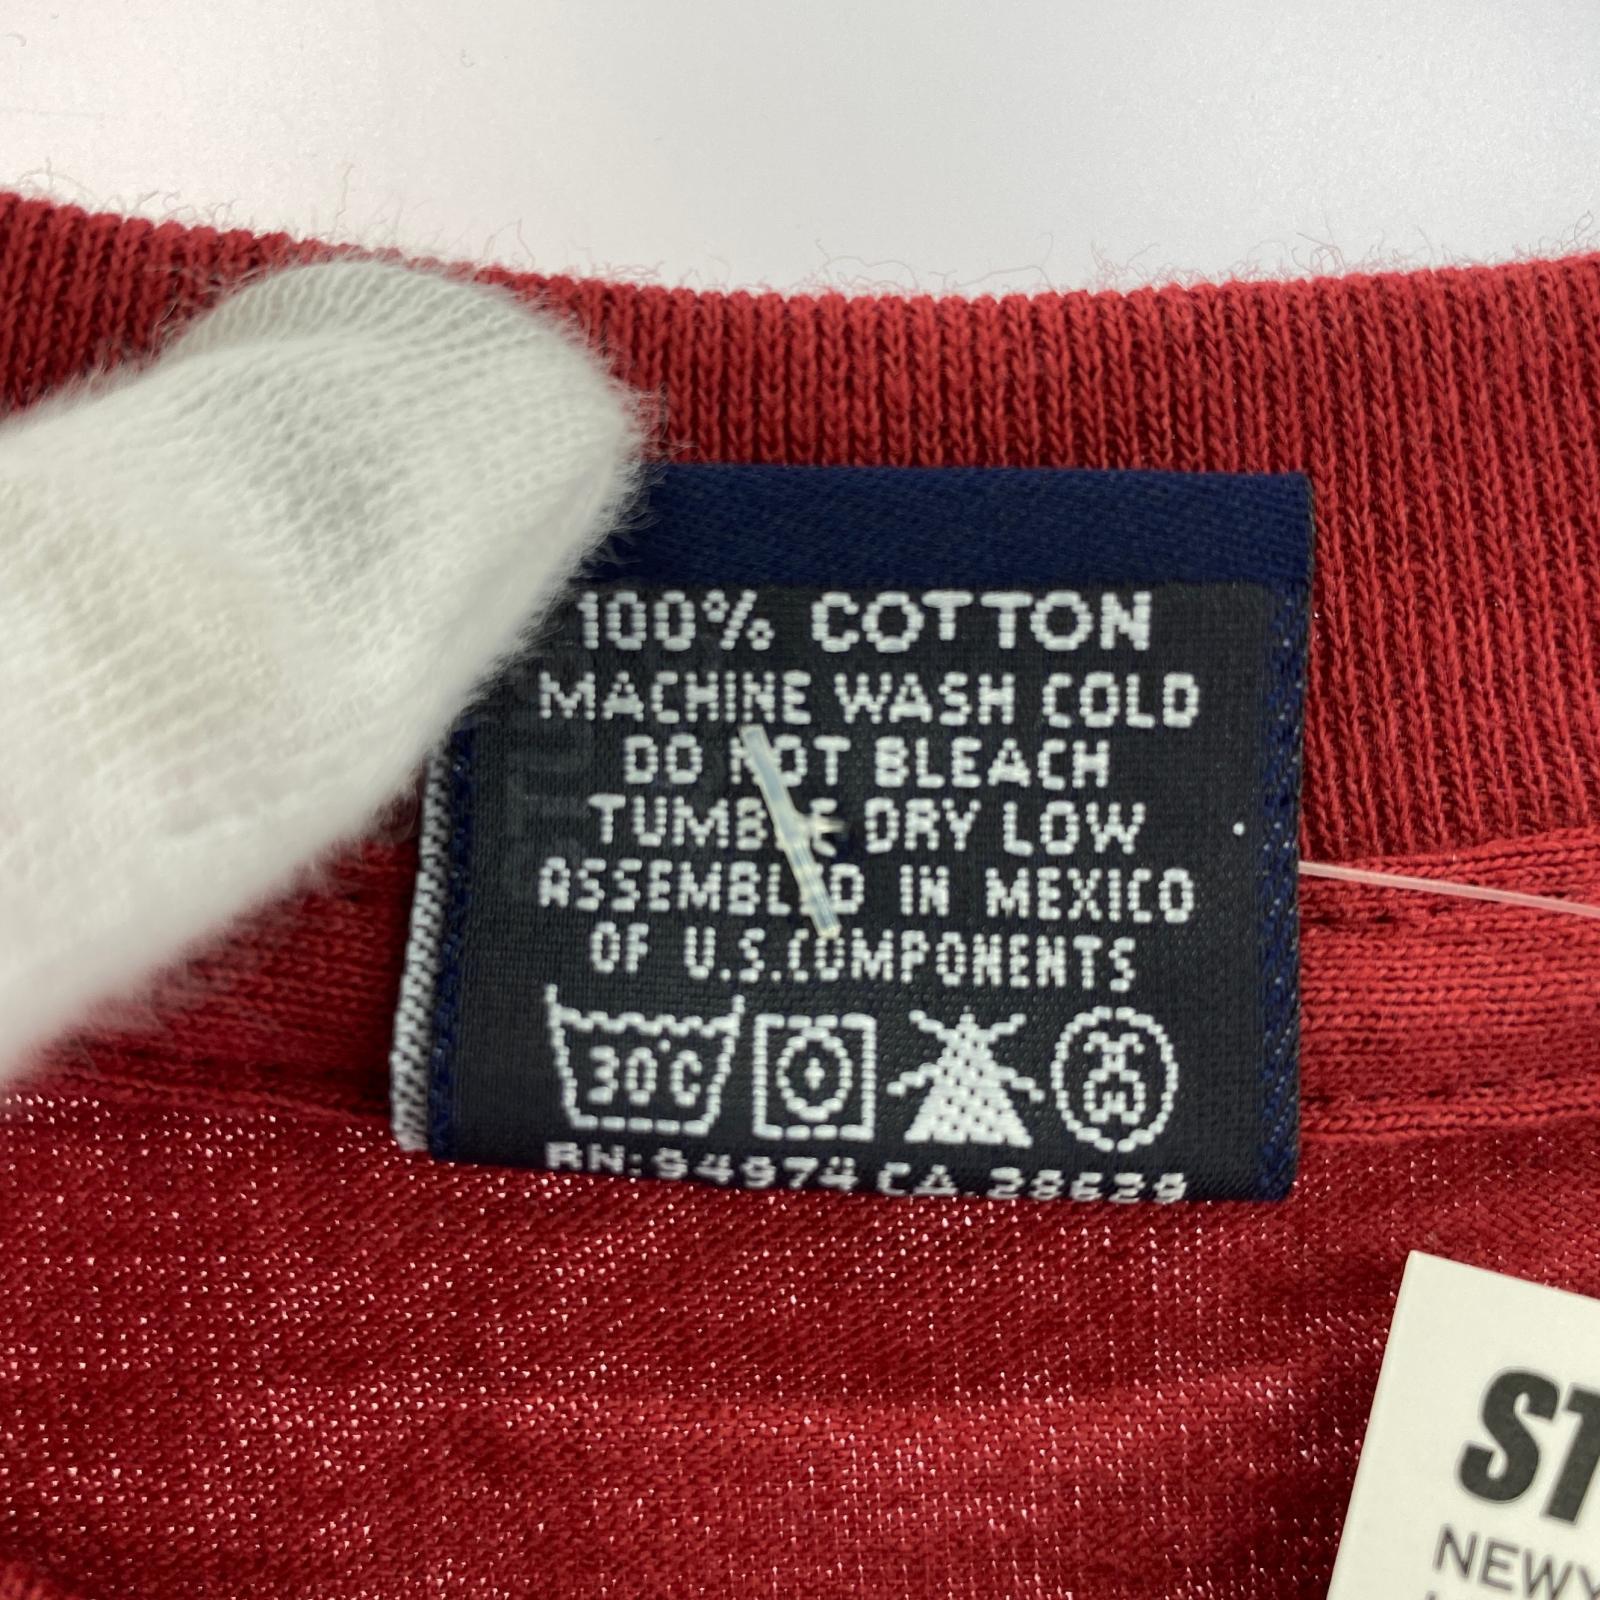 100% COTTON
MACHINE WASH COLD
DO NOT BLEACH
TUMBLE DRY LOW
ASSEMBLED IN MEXICO
OF U.S.COMPONENTS
30°C
RN: 94974 CA. 28629
ST
NEWY